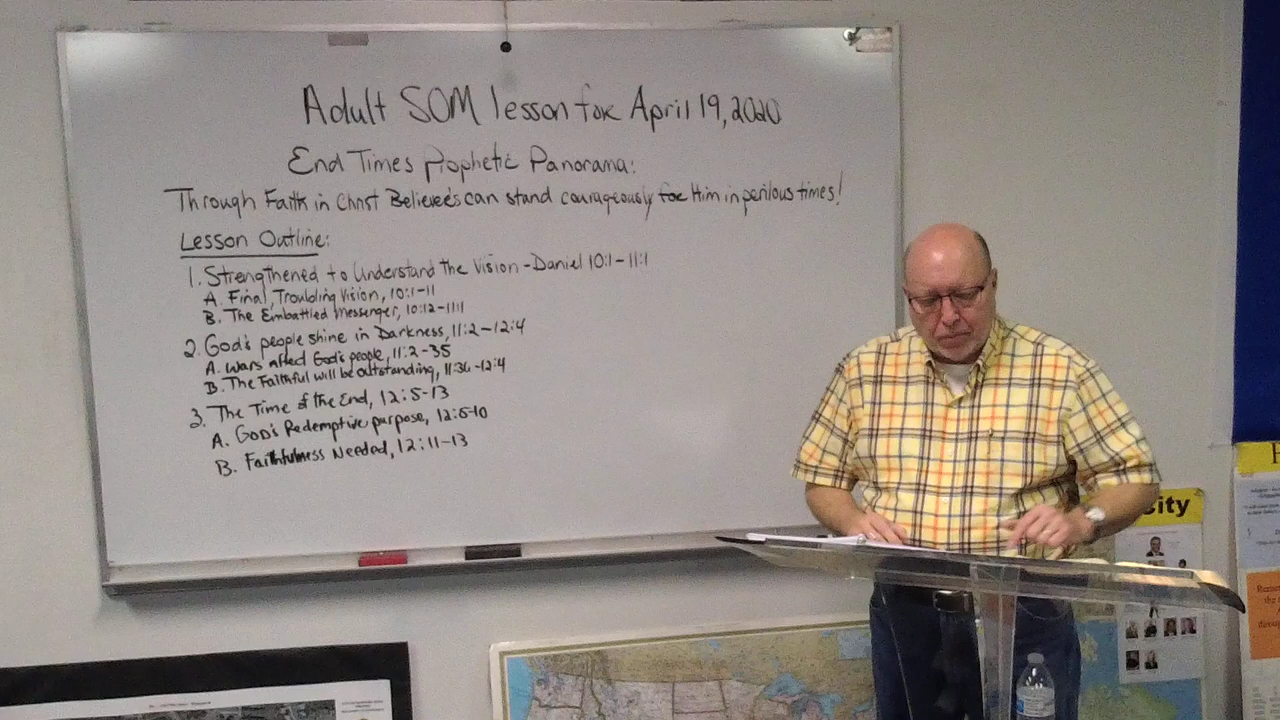 Adult SOM lesson for April 19, 2020
End Times Prophetic Panorama:
Through Faith in Christ Believers can stand courageously for Him in perilous times!
Lesson Outline:
1. Strengthened to Understand the Vision - Daniel 10:1-11:1
A. Final, Troubling Vision, 10:1-11
B. The Embattled Messenger, 10:12-11:1
2. God's people shine in Darkness, 11:2-12:4
A. Wars affect God's people, 11:2-35
B. The Faithful will be outstanding, 11:36-12:4
3. The Time of the End, 12:5-13
A. God's Redemptive purpose, 12:5-10
B. Faithfulness Needed, 12:11-13
city